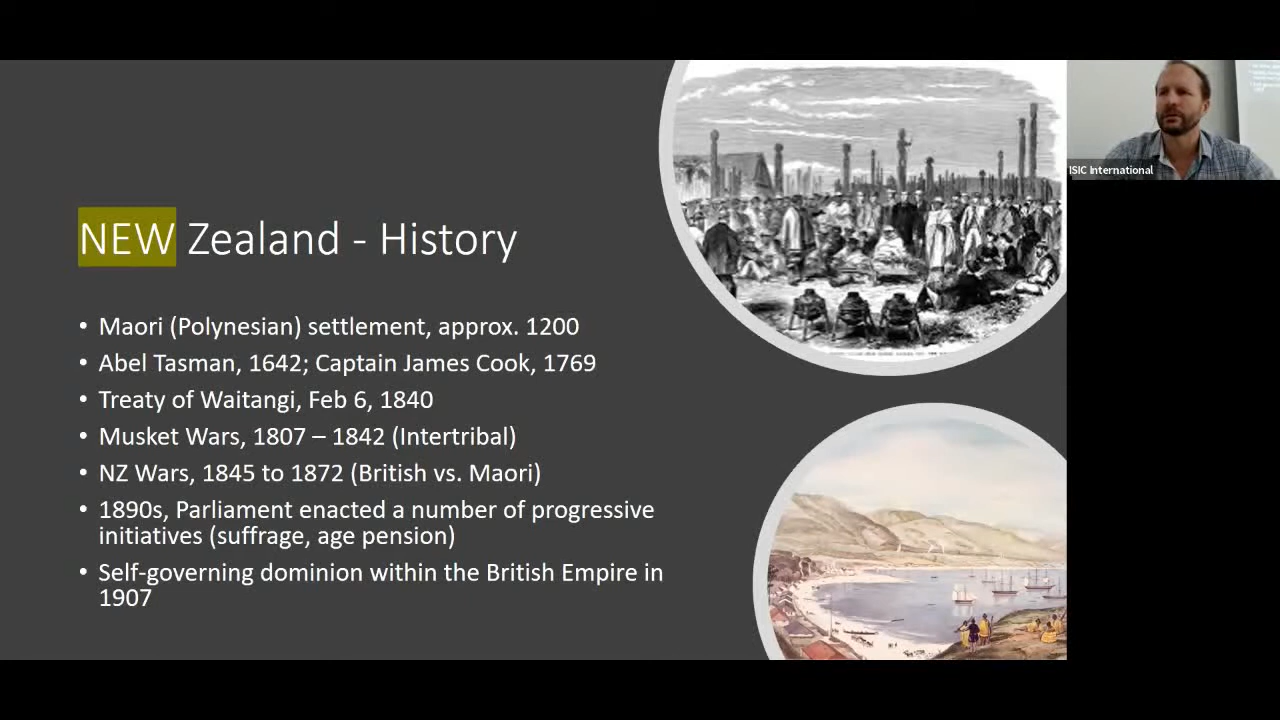 NEW Zealand - History
• Maori (Polynesian) settlement, approx. 1200
• Abel Tasman, 1642; Captain James Cook, 1769
• Treaty of Waitangi, Feb 6, 1840
• Musket Wars, 1807 – 1842 (Intertribal)
• NZ Wars, 1845 to 1872 (British vs. Maori)
• 1890s, Parliament enacted a number of progressive
initiatives (suffrage, age pension)
• Self-governing dominion within the British Empire in
1907
ISIC International